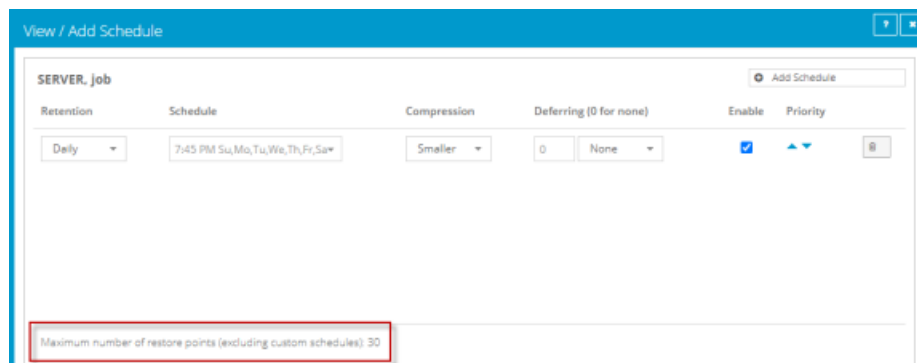 View / Add Schedule
SERVER, job
Add Schedule
Retention Schedule Compression Deferring (0 for none) Enable Priority
Daily 7:45 PM Su,Mo,Tu,We,Th,Fr,Sa Smaller 0 None
Maximum number of restore points (excluding custom schedules): 30